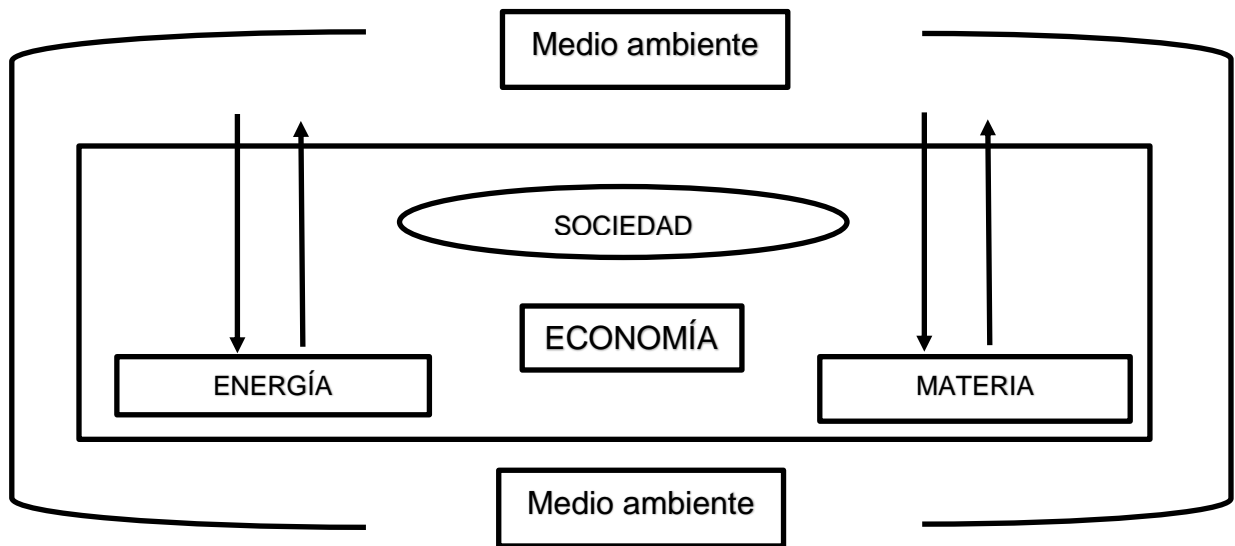 Medio ambiente
SOCIEDAD
ECONOMÍA
ENERGÍA
MATERIA
Medio ambiente